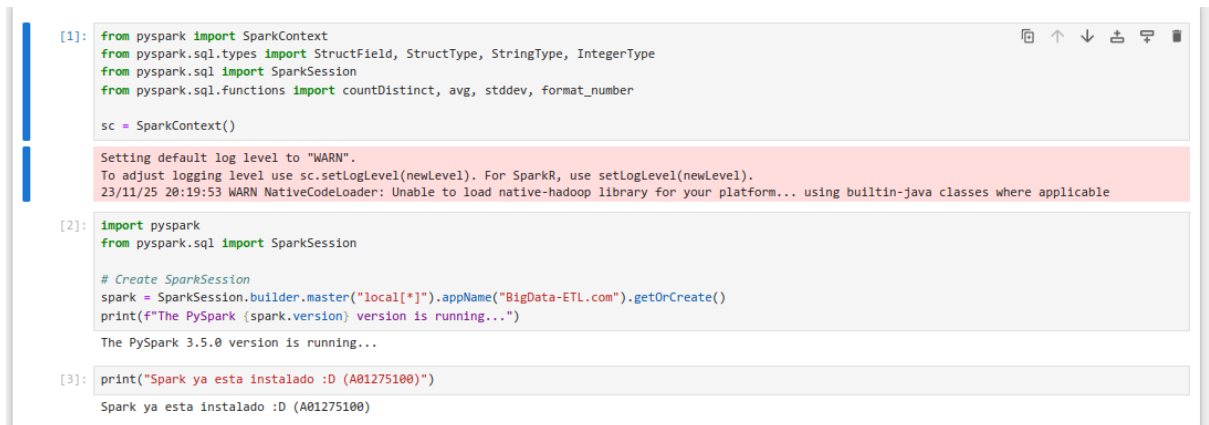 [1]: from pyspark import SparkContext
from pyspark.sql.types import StructField, StructType, StringType, IntegerType
from pyspark.sql import SparkSession
from pyspark.sql.functions import countDistinct, avg, stddev, format_number
sc = SparkContext()
Setting default log level to "WARN".
To adjust logging level use sc.setLogLevel(newLevel). For SparkR, use setLogLevel(newLevel).
23/11/25 20:19:53 WARN NativeCodeLoader: Unable to load native-hadoop library for your platform... using builtin-java classes where applicable
[2]: import pyspark
from pyspark.sql import SparkSession
# Create SparkSession
spark = SparkSession.builder.master("local[*]").appName("BigData-ETL.com").getOrCreate()
print(f"The PySpark {spark.version} version is running...")
The PySpark 3.5.0 version is running...
[3]: print("Spark ya esta instalado :D (A01275100)")
Spark ya esta instalado :D (A01275100)